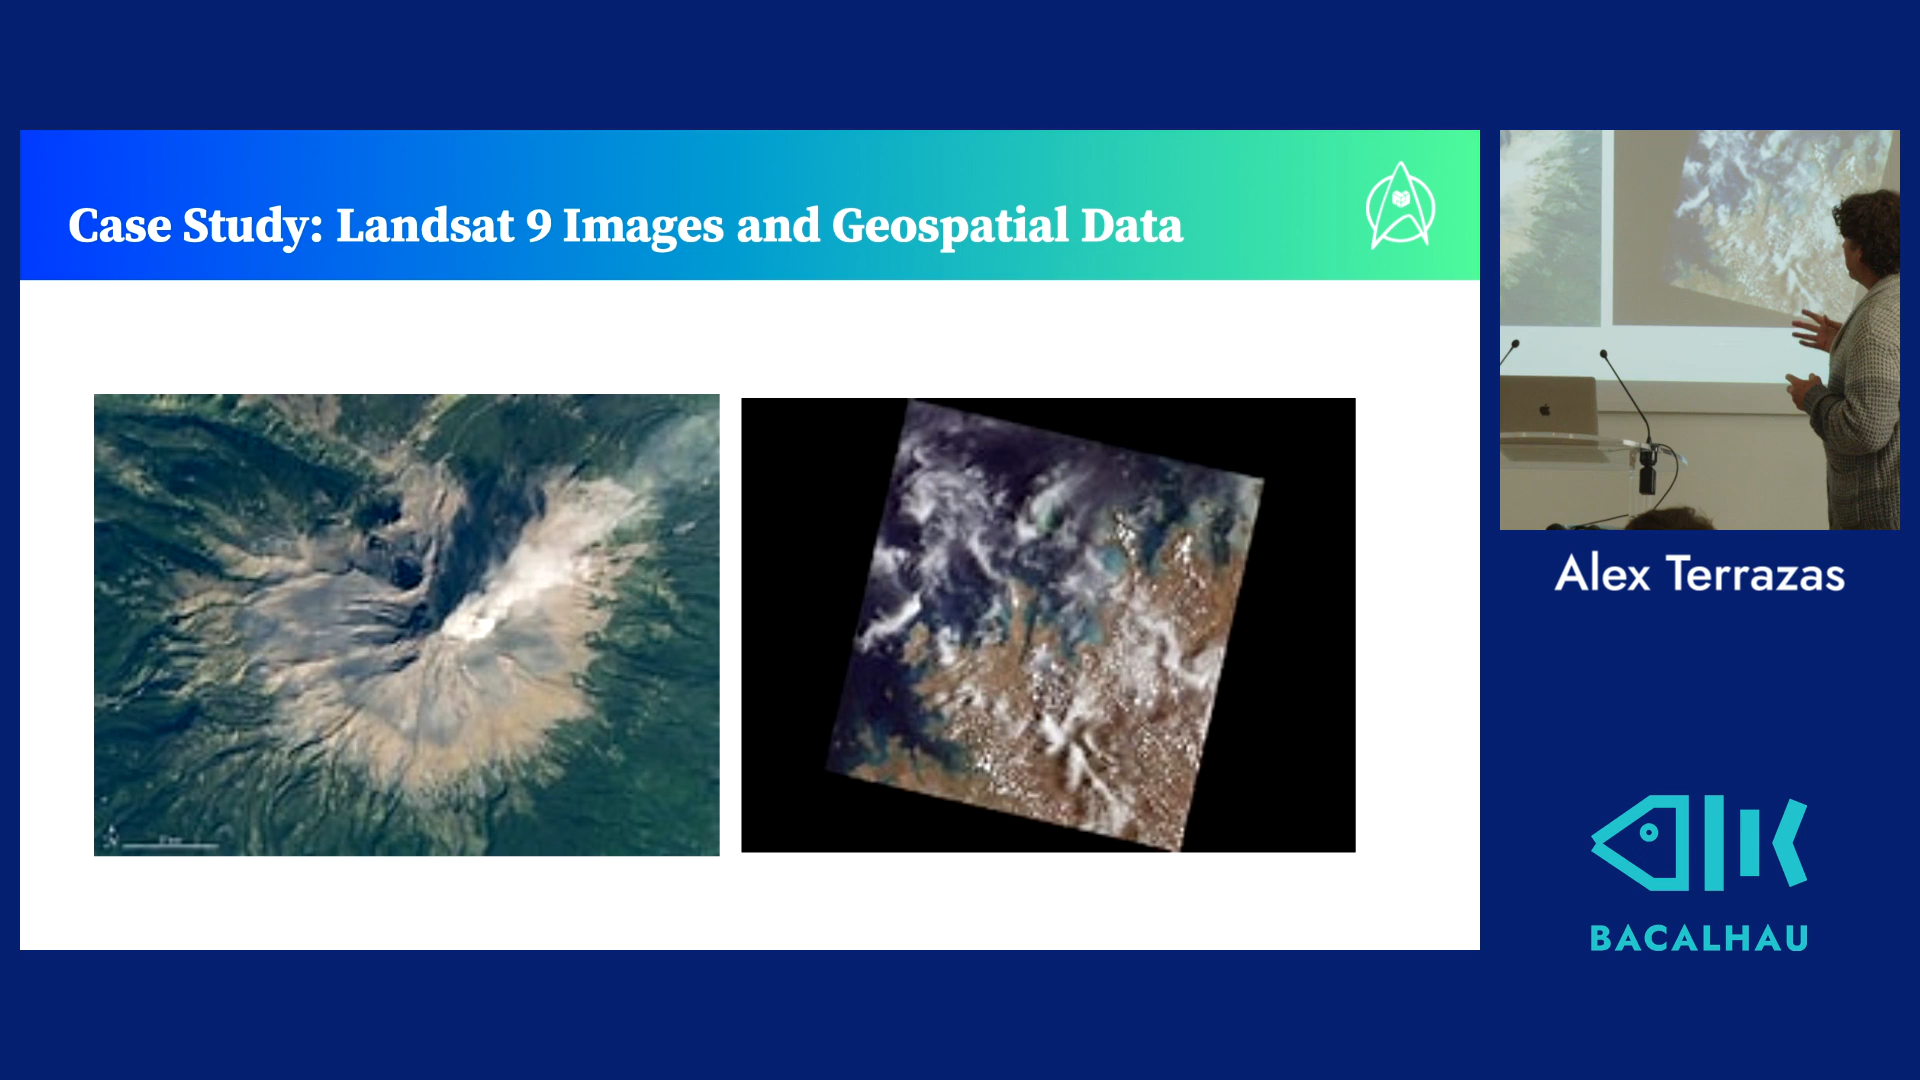 Case Study: Landsat 9 Images and Geospatial Data
N
Alex Terrazas
BACALHAU